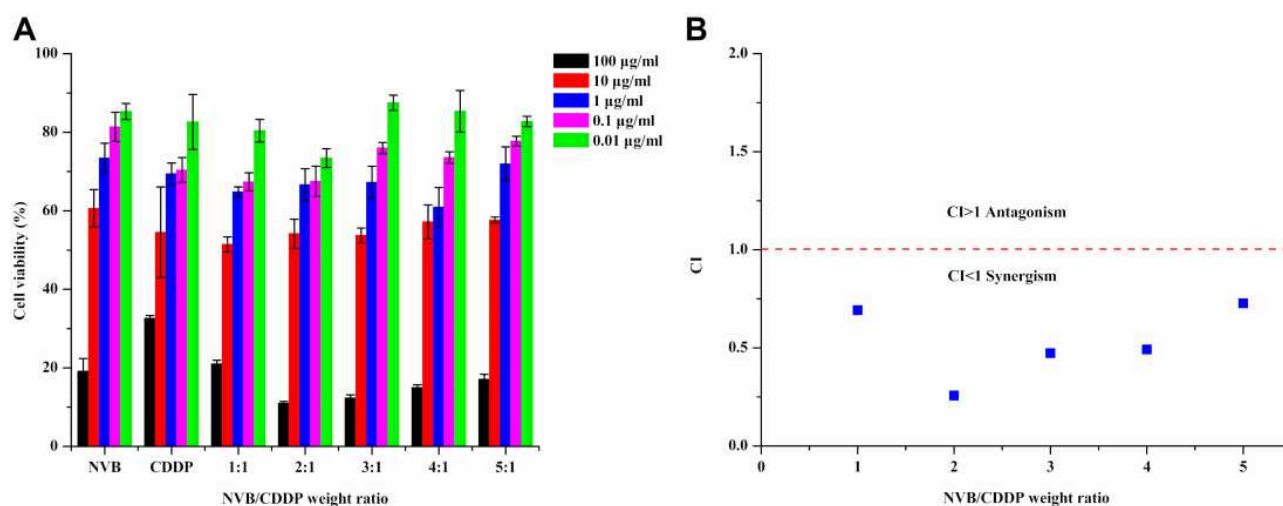 A
100
80
60
40
20
0
Cell viability (%)
NVB CDDP 1:1 2:1 3:1 4:1 5:1
NVB/CDDP weight ratio
100 µg/ml
10 µg/ml
1 µg/ml
0.1 µg/ml
0.01 µg/ml
B
2.0
1.5
1.0
0.5
0.0
CI
CI>1 Antagonism
CI<1 Synergism
0 1 2 3 4 5
NVB/CDDP weight ratio